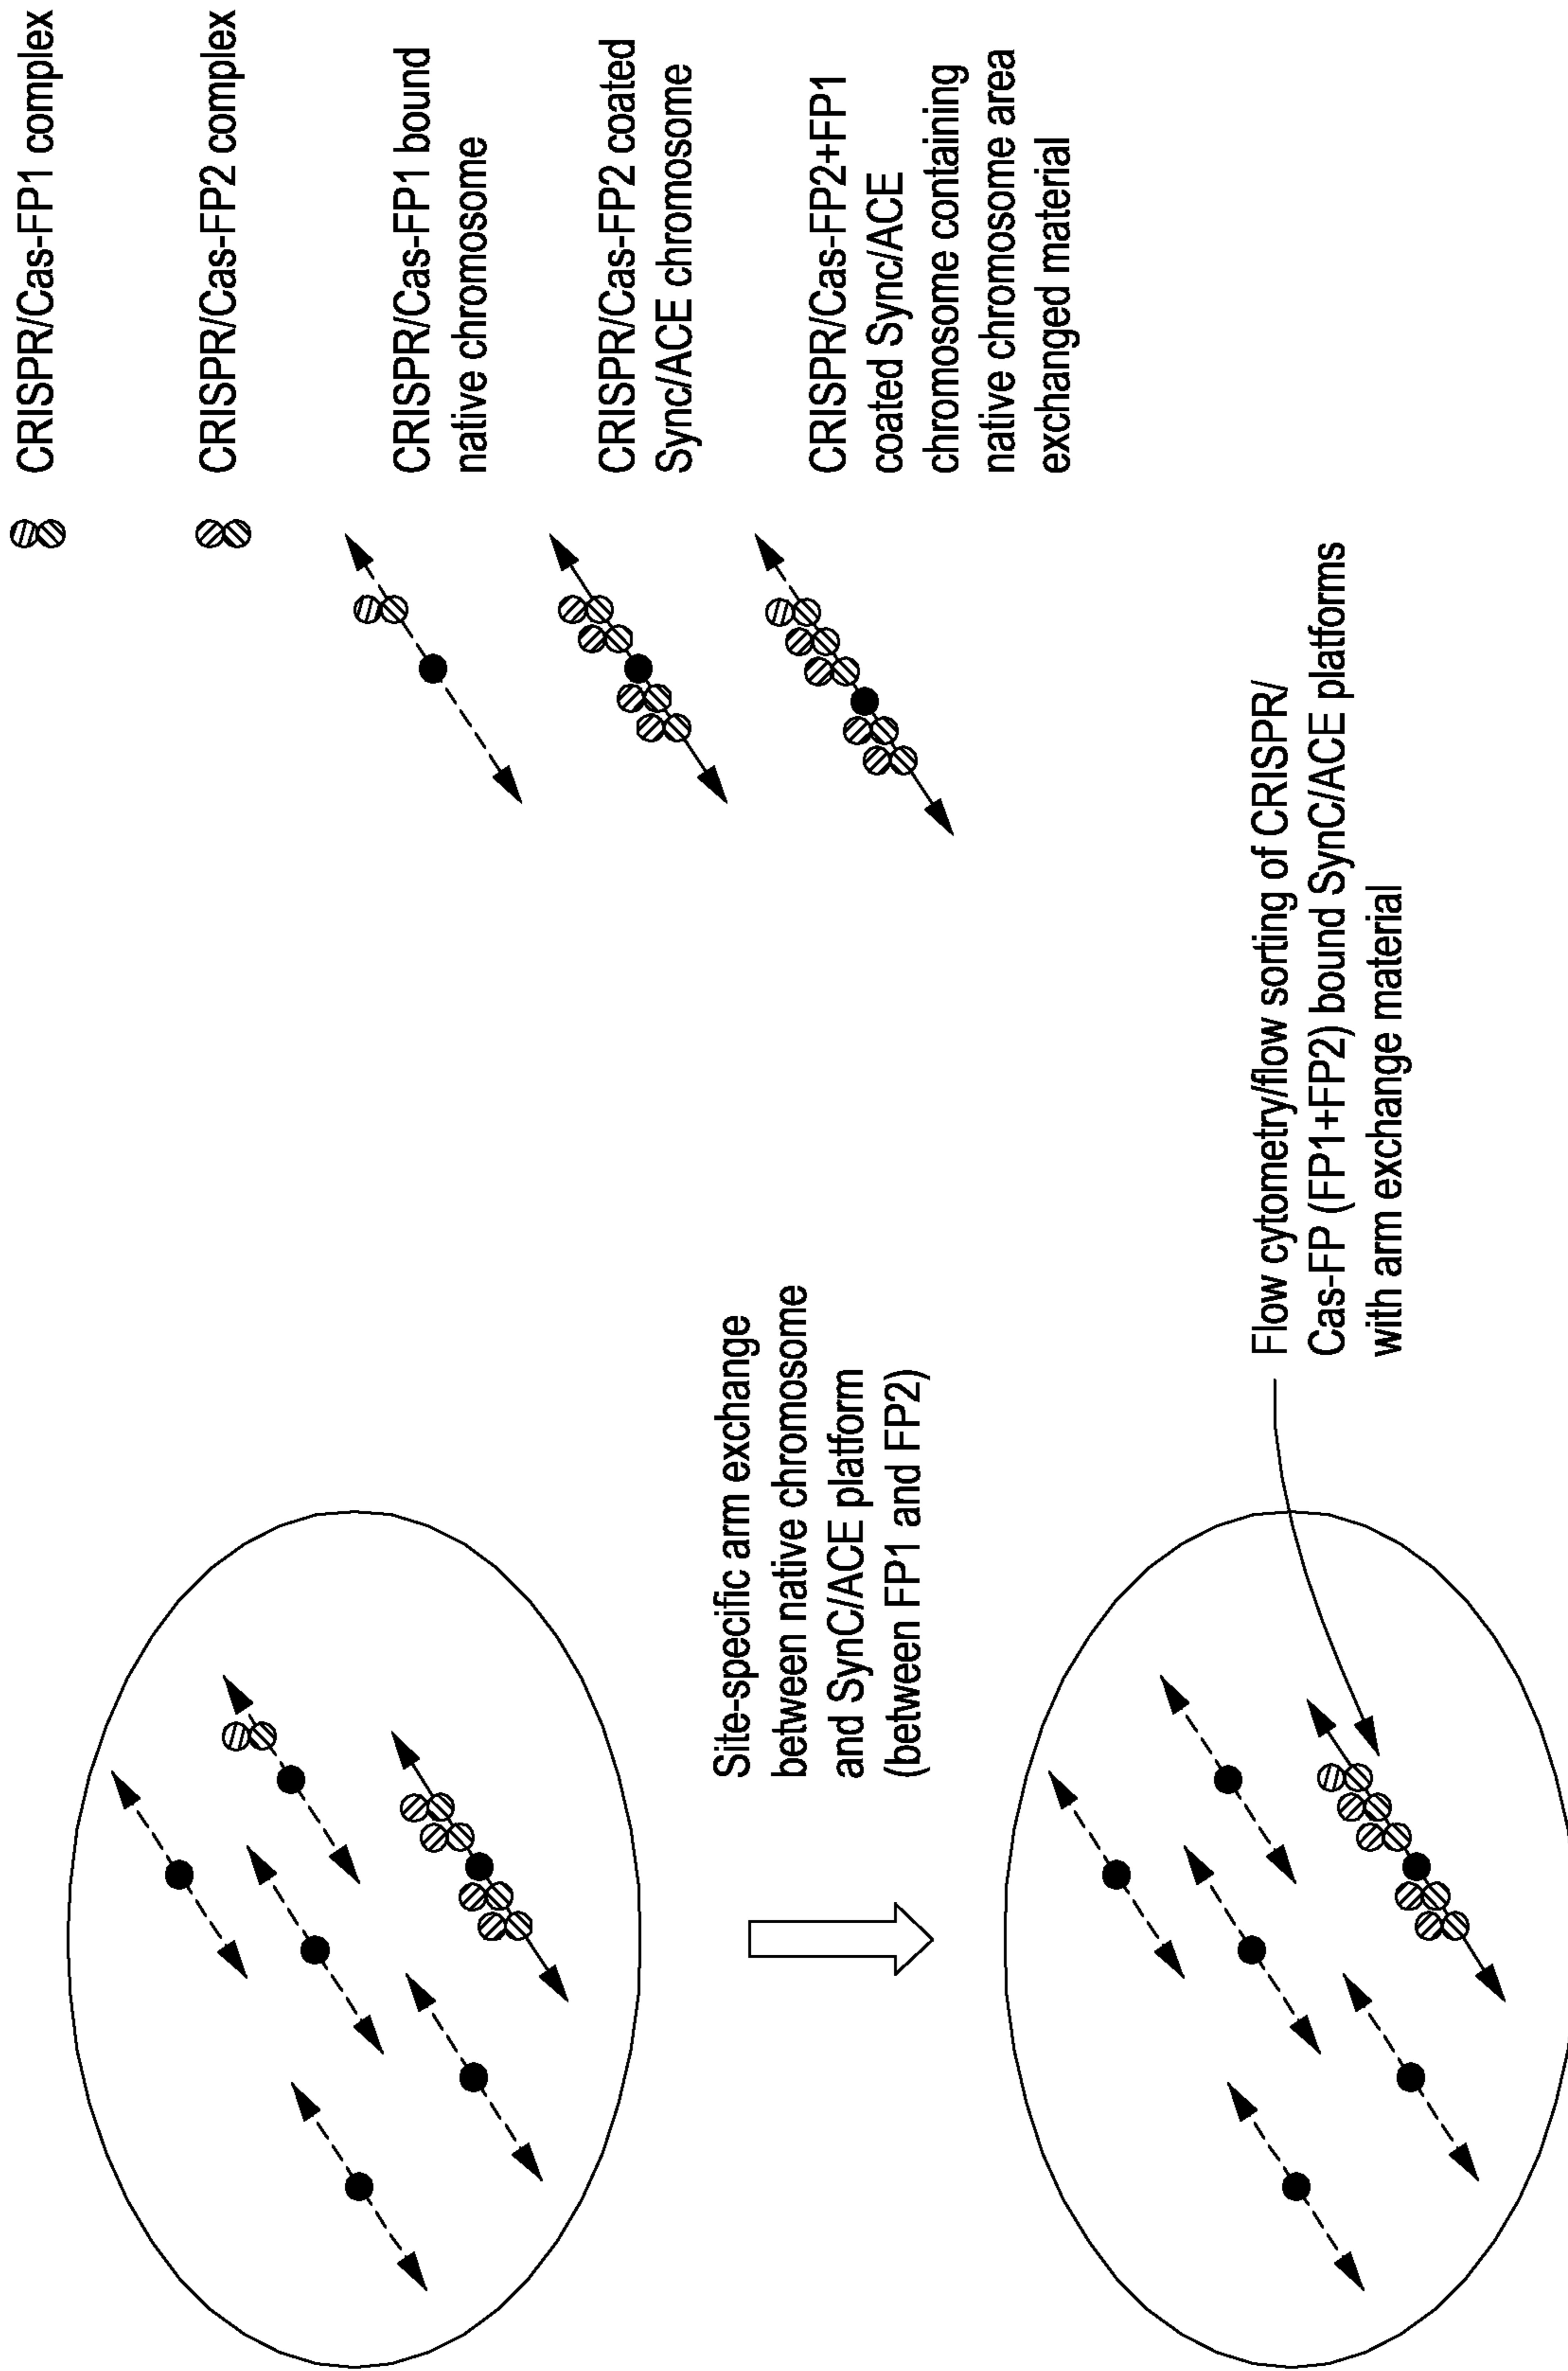 CRISPR/Cas-FP1 complex
CRISPR/Cas-FP2 complex
CRISPR/Cas-FP1 bound
native chromosome
CRISPR/Cas-FP2 coated
Sync/ACE chromosome
CRISPR/Cas-FP2+FP1
coated Sync/ACE
chromosome containing
native chromosome area
exchanged material
Site-specific arm exchange
between native chromosome
and SynC/ACE platform
(between FP1 and FP2)
Flow cytometry/flow sorting of CRISPR/
Cas-FP (FP1+FP2) bound SynC/ACE platforms
with arm exchange material